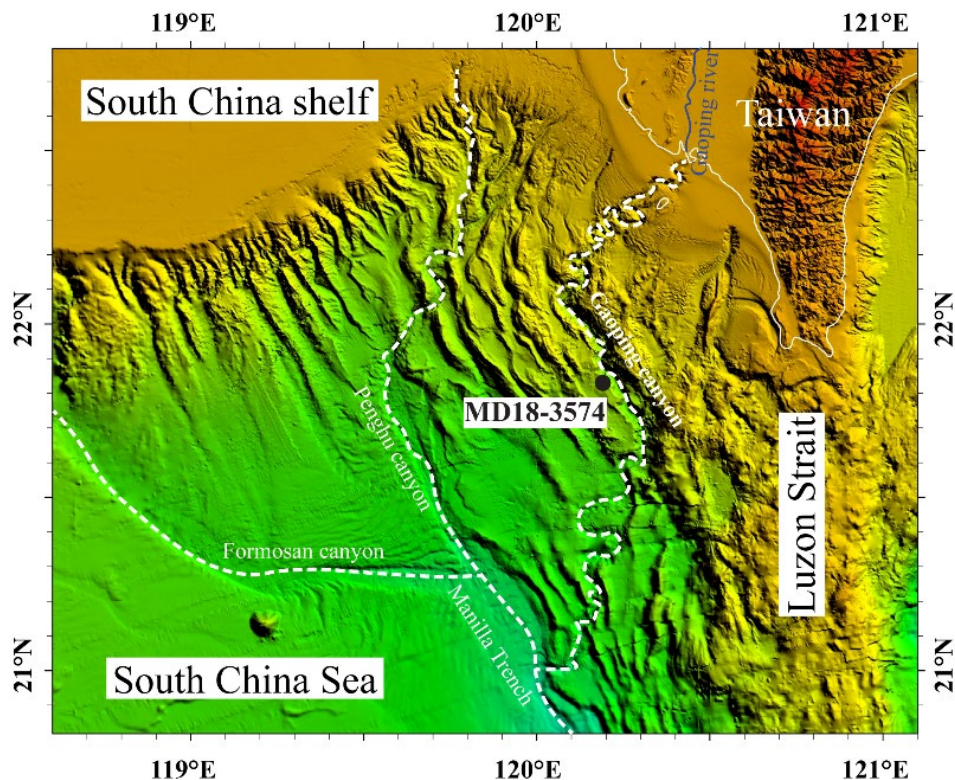 119°E 120°E 121°E
South China shelf
Gaoping river
Taiwan
22°N
22°N
Gaoping canyon
MD18-3574
Penghu canyon
Luzon Strait
Formosan canyon
Manilla Trench
21°N
21°N
South China Sea
119°E 120°E 121°E